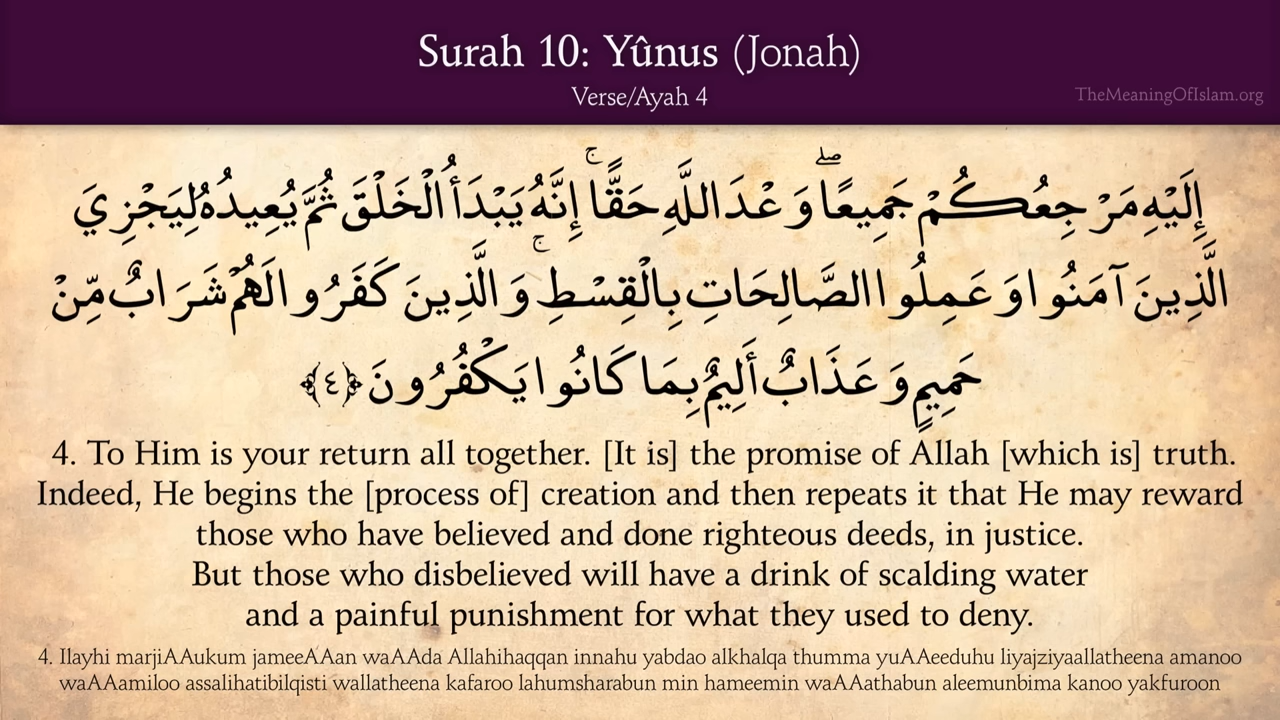 Surah 10: Yûnus (Jonah)
Verse/Ayah 4
TheMeaningOfIslam.org
إِلَيْهِ مَرْجِعُكُمْ جَمِيعًا ۖ وَعْدَ اللَّهِ حَقًّا ۚ إِنَّهُ يَبْدَأُ الْخَلْقَ ثُمَّ يُعِيدُهُ لِيَجْزِيَ
الَّذِينَ آمَنُوا وَعَمِلُوا الصَّالِحَاتِ بِالْقِسْطِ ۚ وَالَّذِينَ كَفَرُوا لَهُمْ شَرَابٌ مِّنْ
حَمِيمٍ وَعَذَابٌ أَلِيمٌ بِمَا كَانُوا يَكْفُرُونَ ﴿٤﴾
4. To Him is your return all together. [It is] the promise of Allah [which is] truth.
Indeed, He begins the [process of] creation and then repeats it that He may reward
those who have believed and done righteous deeds, in justice.
But those who disbelieved will have a drink of scalding water
and a painful punishment for what they used to deny.
4. Ilayhi marjiAAukum jameeAAan waAAda Allahihaqqan innahu yabdao alkhalqa thumma yuAAeeduhu liyajziyaallatheena amanoo
waAAamiloo assalihatibilqisti wallatheena kafaroo lahumsharabun min hameemin waAAathabun aleemunbima kanoo yakfuroon